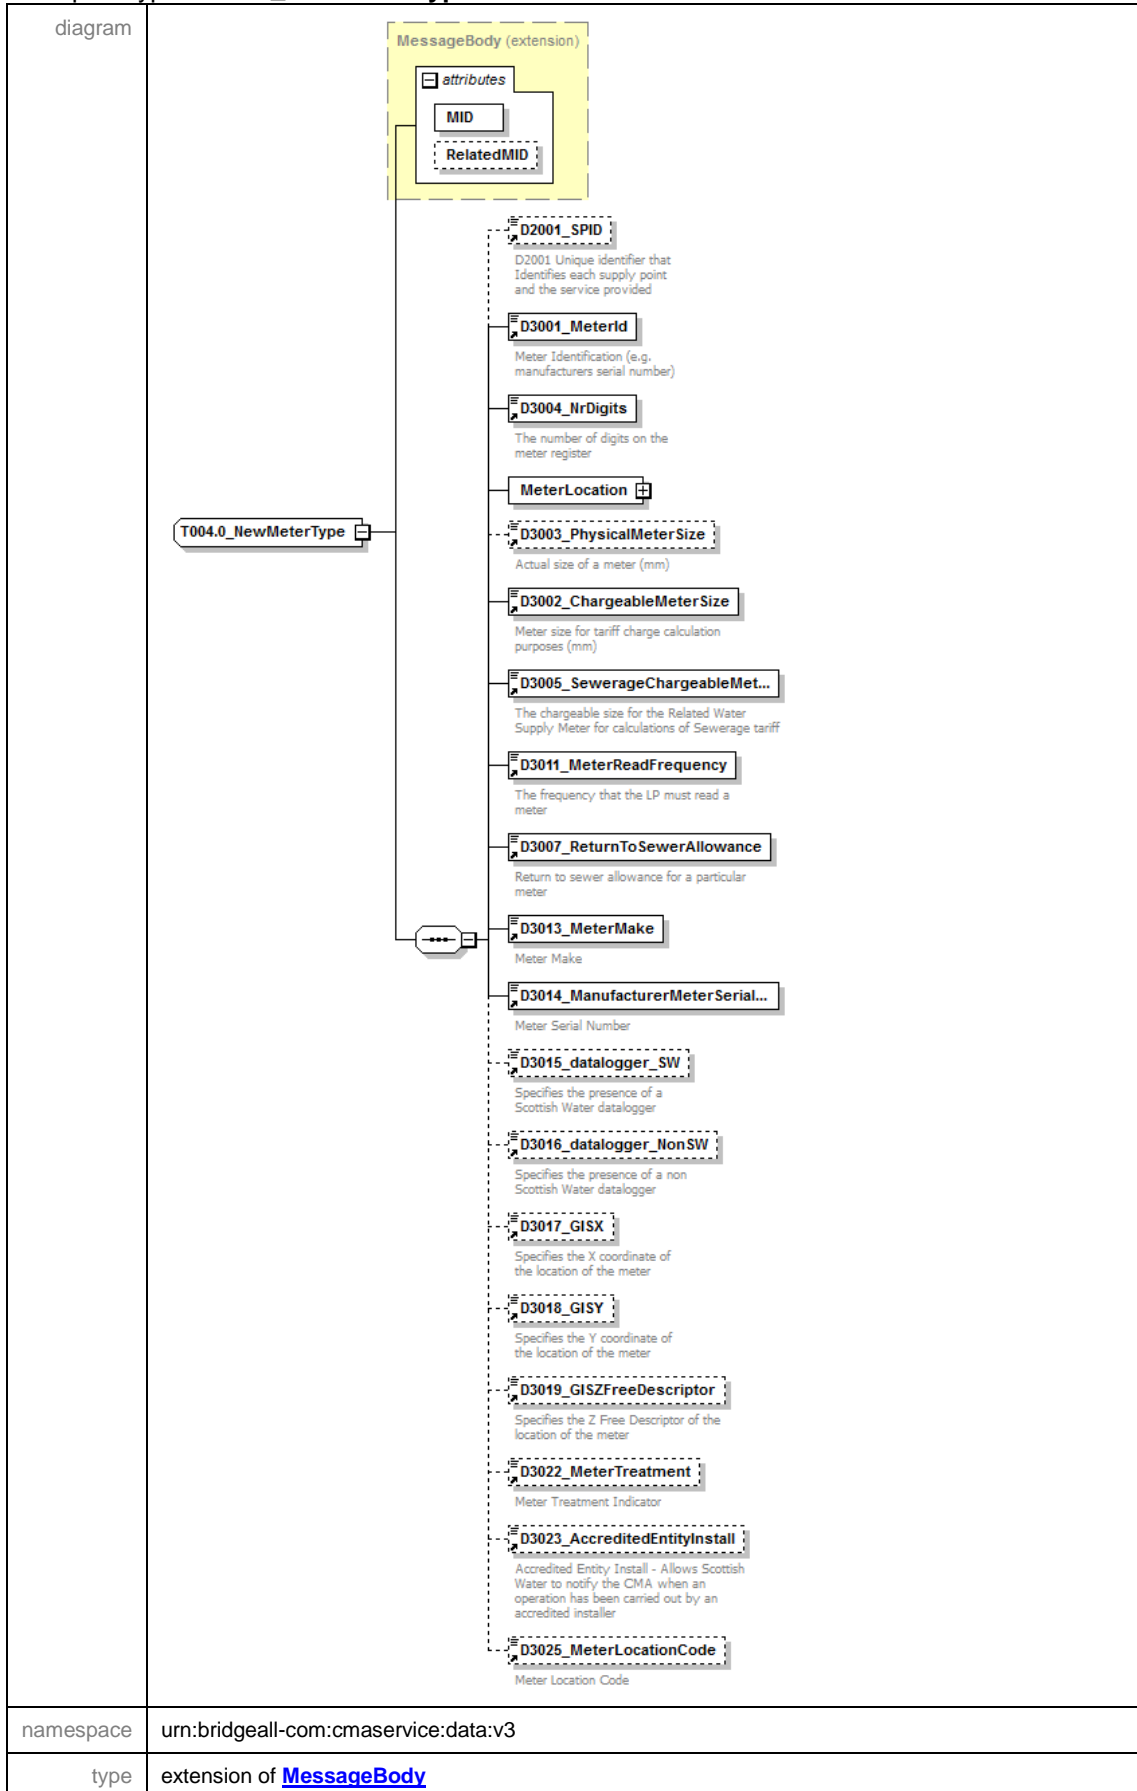 diagram
MessageBody (extension)
attributes
MID
RelatedMID
D2001_SPID
D2001 Unique identifier that
Identifies each supply point
and the service provided
D3001_MeterId
Meter Identification (e.g.
manufacturers serial number)
D3004_NrDigits
The number of digits on the
meter register
MeterLocation
T004.0_NewMeterType
D3003_PhysicalMeterSize
Actual size of a meter (mm)
D3002_ChargeableMeterSize
Meter size for tariff charge calculation
purposes (mm)
D3005_SewerageChargeableMet...
The chargeable size for the Related Water
Supply Meter for calculations of Sewerage tariff
D3011_MeterReadFrequency
The frequency that the LP must read a
meter
D3007_ReturnToSewerAllowance
Return to sewer allowance for a particular
meter
D3013_MeterMake
Meter Make
D3014_ManufacturerMeterSerial...
Meter Serial Number
D3015_datalogger_SW
Specifies the presence of a
Scottish Water datalogger
D3016_datalogger_NonSW
Specifies the presence of a non
Scottish Water datalogger
D3017_GISX
Specifies the X coordinate of
the location of the meter
D3018_GISY
Specifies the Y coordinate of
the location of the meter
D3019_GISZFreeDescriptor
Specifies the Z Free Descriptor of the
location of the meter
D3022_MeterTreatment
Meter Treatment Indicator
D3023_AccreditedEntityInstall
Accredited Entity Install - Allows Scottish
Water to notify the CMA when an
operation has been carried out by an
accredited installer
D3025_MeterLocationCode
Meter Location Code
namespace urn:bridgeall-com:cmaservice:data:v3
type extension of MessageBody